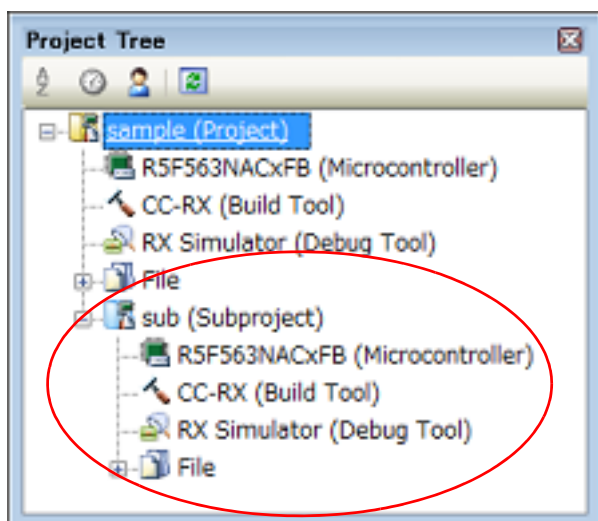 Project Tree
sample (Project)
R5F563NACxFB (Microcontroller)
CC-RX (Build Tool)
RX Simulator (Debug Tool)
File
sub (Subproject)
R5F563NACxFB (Microcontroller)
CC-RX (Build Tool)
RX Simulator (Debug Tool)
File